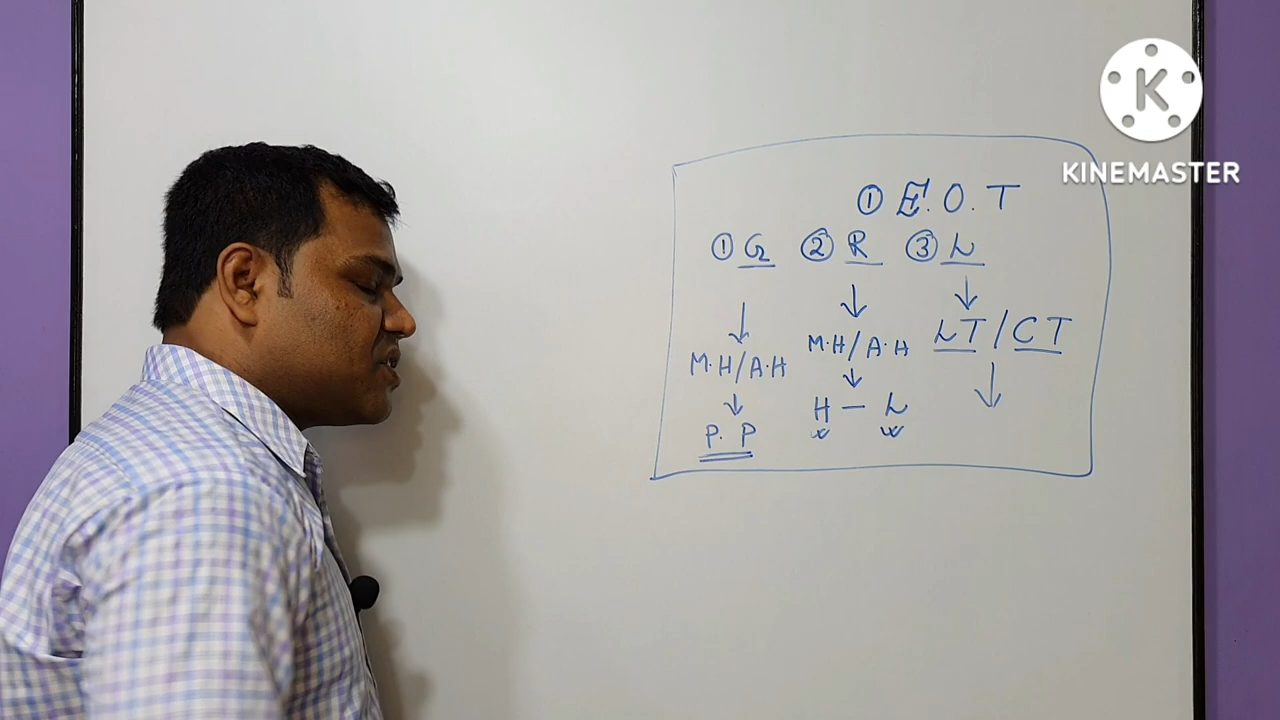 ① E.O.T
① G ② R ③ L
↓ ↓ ↓
M.H/A.H M.H/A.H LT/CT
↓ ↓ ↓
P.P H – L
K
KINEMASTER